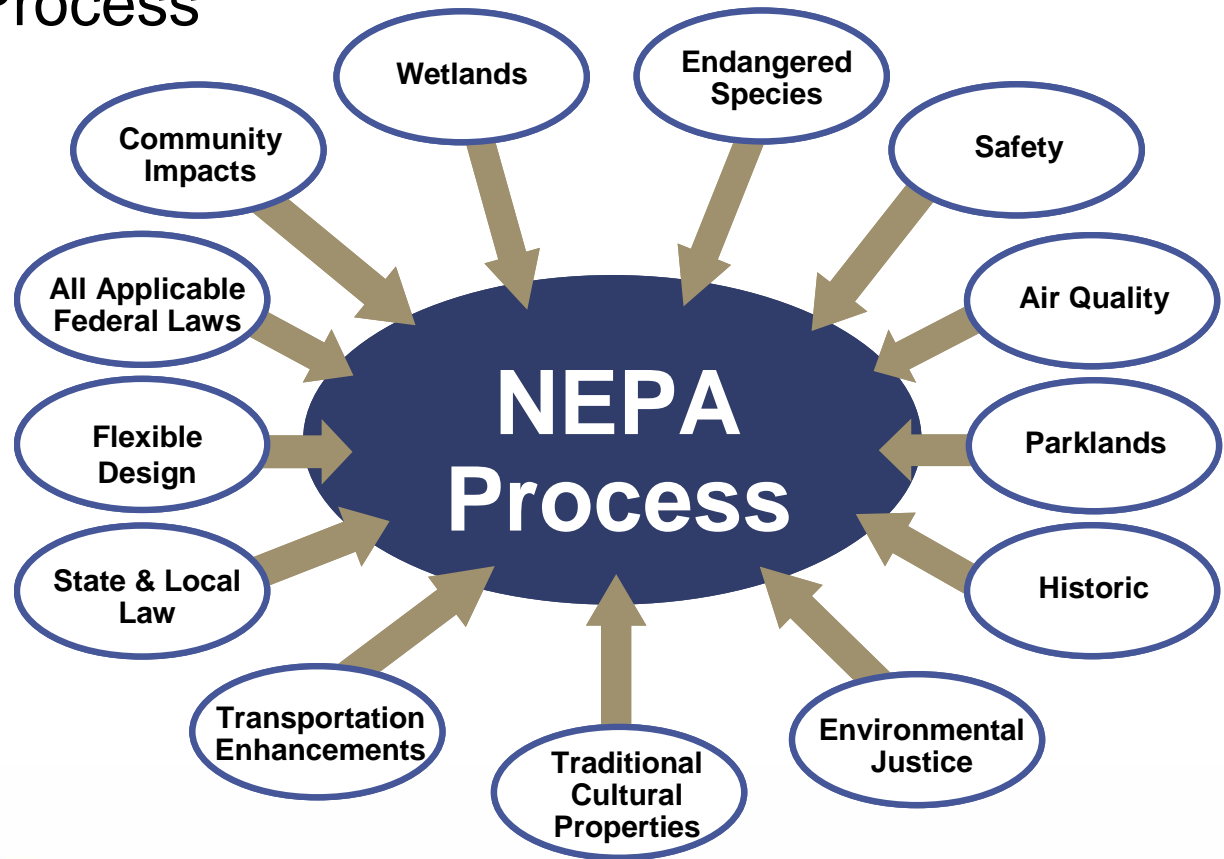 Process
Wetlands
Endangered
Species
Community
Impacts
Safety
All Applicable
Federal Laws
Air Quality
NEPA
Process
Flexible
Design
Parklands
State & Local
Law
Historic
Transportation
Enhancements
Traditional
Cultural
Properties
Environmental
Justice